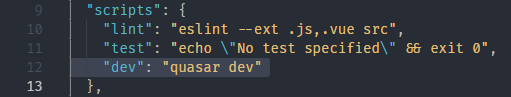 9 "scripts": {
10 "lint": "eslint --ext .js,.vue src",
11 "test": "echo \"No test specified\" && exit 0",
12 "dev": "quasar dev"
13 },